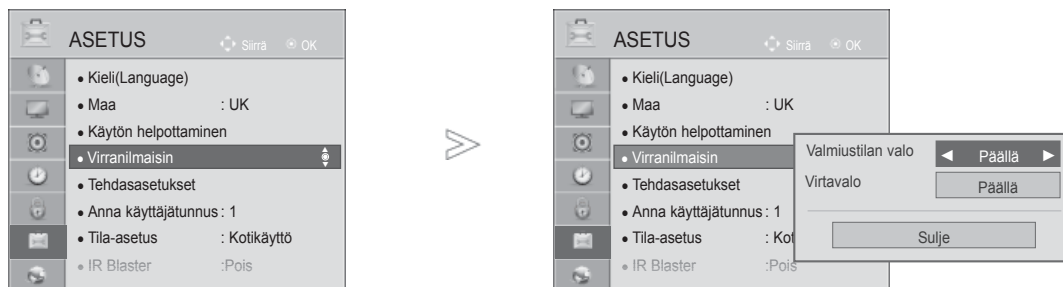 ASETUS
Siirrä OK
• Kieli(Language)
• Maa : UK
• Käytön helpottaminen
• Virranilmaisin
• Tehdasasetukset
• Anna käyttäjätunnus : 1
• Tila-asetus : Kotikäyttö
• IR Blaster :Pois
ASETUS
Siirrä OK
• Kieli(Language)
• Maa : UK
• Käytön helpottaminen
• Virranilmaisin
• Tehdasasetukset
• Anna käyttäjätunnus : 1
• Tila-asetus : Kot
• IR Blaster :Pois
Valmiustilan valo ◄ Päällä ►
Virtavalo Päällä
Sulje